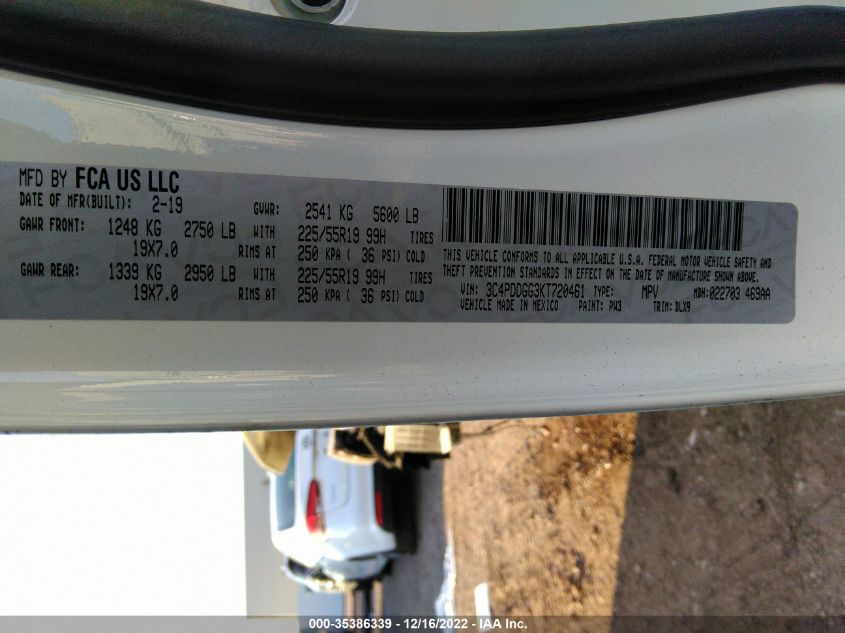 MFD BY FCA US LLC
DATE OF MFR(BUILT): 2-19 GVWR: 2541 KG 5600 LB
GAWR FRONT: 1248 KG 2750 LB WITH 225/55R19 99H TIRES
19X7.0 RIMS AT 250 KPA ( 36 PSI) COLD
GAWR REAR: 1339 KG 2950 LB WITH 225/55R19 99H TIRES
19X7.0 RIMS AT 250 KPA ( 36 PSI) COLD
THIS VEHICLE CONFORMS TO ALL APPLICABLE U.S.A. FEDERAL MOTOR VEHICLE SAFETY AND
THEFT PREVENTION STANDARDS IN EFFECT ON THE DATE OF MANUFACTURE SHOWN ABOVE.
VIN: 3C4PDDGG3KT720461 TYPE: MPV MDH: 022703 469AA
VEHICLE MADE IN MEXICO PAINT: PW3 TRIM: DLX9
000-35386339 - 12/16/2022 - IAA Inc.